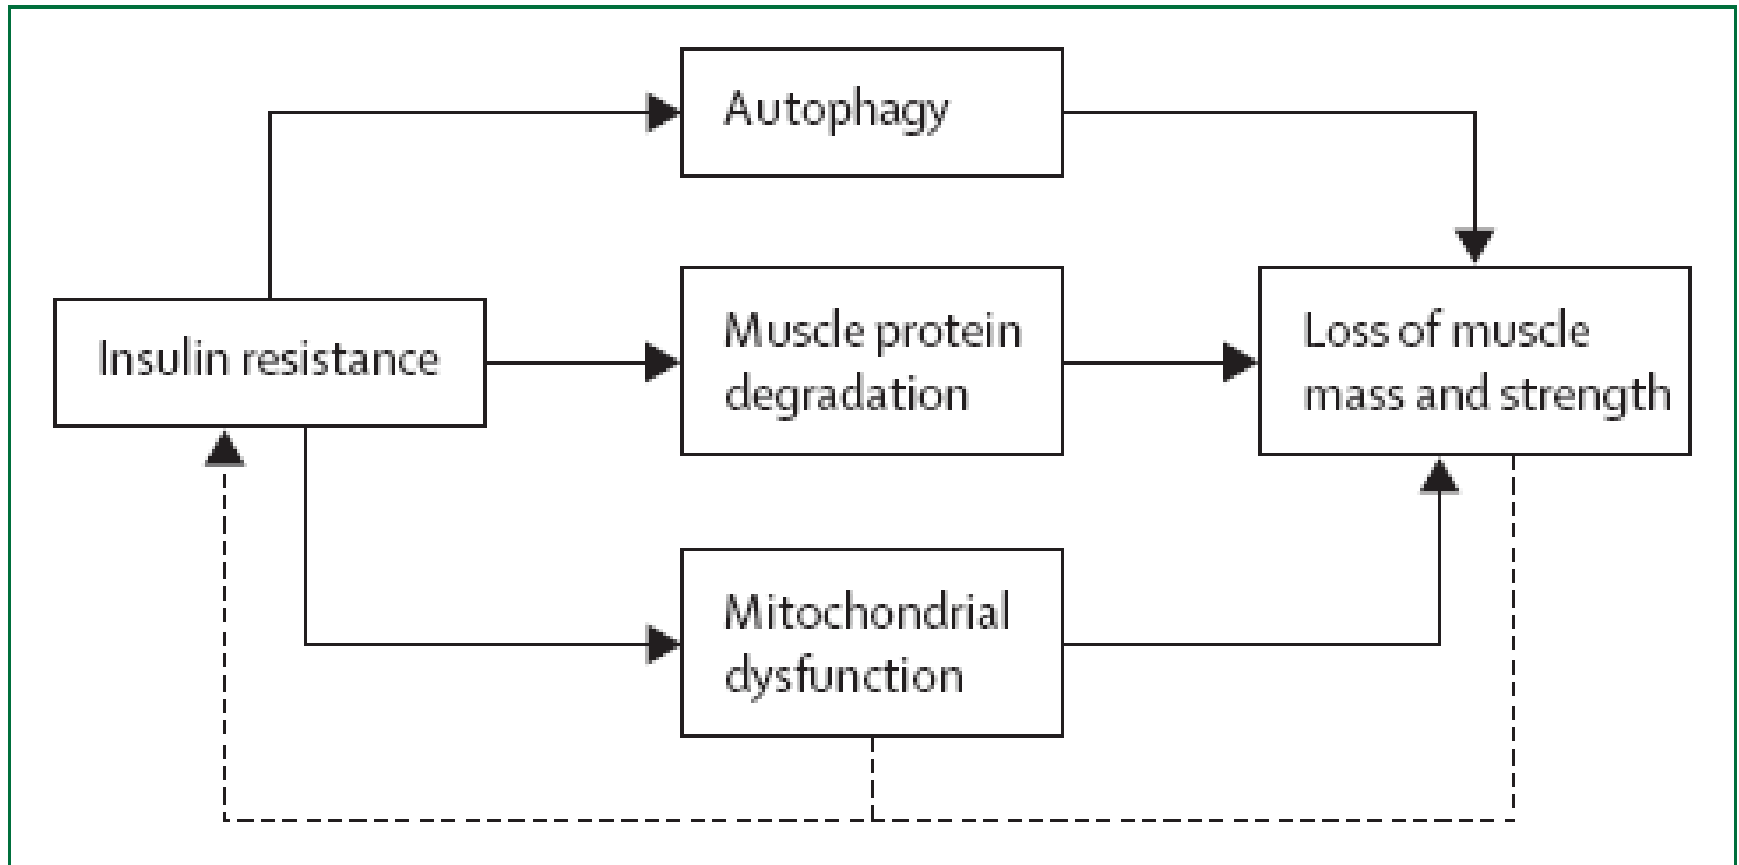 Autophagy
Insulin resistance
Muscle protein
degradation
Loss of muscle
mass and strength
Mitochondrial
dysfunction